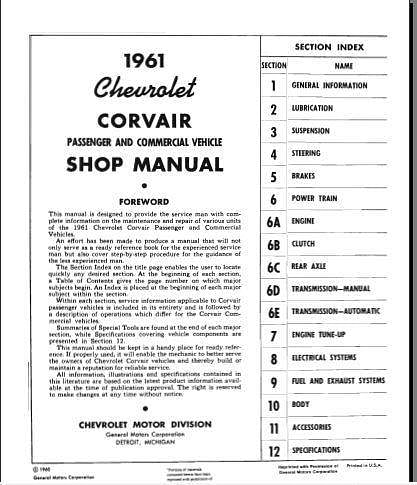 1961
Chevrolet
CORVAIR
PASSENGER AND COMMERCIAL VEHICLE
SHOP MANUAL
FOREWORD
This manual is designed to provide the service man with com-
plete information on the maintenance and repair of various units
of the 1961 Chevrolet Corvair Passenger and Commercial
Vehicles.
An effort has been made to produce a manual that will not
only serve as a ready reference book for the experienced service
man but also cover step-by-step procedure for the guidance of
the less experienced man.
The Section Index on the title page enables the user to locate
quickly any desired section. At the beginning of each section,
a Table of Contents gives the page number on which major
subjects begin. An Index is placed at the beginning of each major
subject within the section.
Within each section, service information applicable to Corvair
passenger vehicles is included in its entirety and is followed by
a description of operations which differ for the Corvair Com-
mercial vehicles.
Summaries of Special Tools are found at the end of each major
section, while Specifications covering vehicle components are
presented in Section 12.
This manual should be kept in a handy place for ready refer-
ence. If properly used, it will enable the mechanic to better serve
the owners of Chevrolet Corvair vehicles and thereby build or
maintain a reputation for reliable service.
All information, illustrations and specifications contained in
this literature are based on the latest product information avail-
able at the time of publication approval. The right is reserved
to make changes at any time without notice.
CHEVROLET MOTOR DIVISION
General Motors Corporation
DETROIT, MICHIGAN
© 1960
General Motors Corporation
SECTION INDEX
SECTION NAME
1 GENERAL INFORMATION
2 LUBRICATION
3 SUSPENSION
4 STEERING
5 BRAKES
6 POWER TRAIN
6A ENGINE
6B CLUTCH
6C REAR AXLE
6D TRANSMISSION—MANUAL
6E TRANSMISSION—AUTOMATIC
7 ENGINE TUNE-UP
8 ELECTRICAL SYSTEMS
9 FUEL AND EXHAUST SYSTEMS
10 BODY
11 ACCESSORIES
12 SPECIFICATIONS
Reprinted with Permission of Printed in U.S.A.
General Motors Corporation